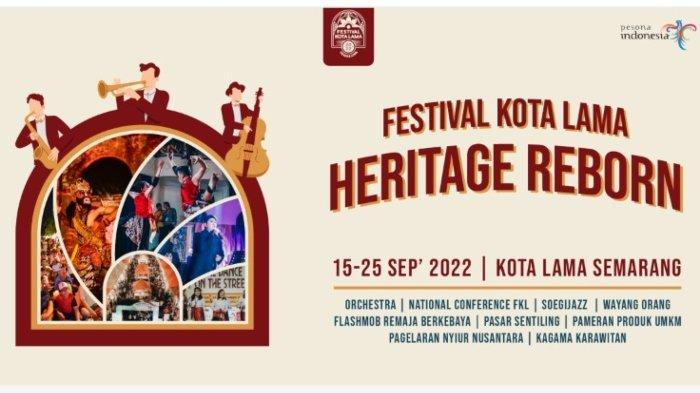 FESTIVAL
KOTA LAMA
pesona
indonesia
FESTIVAL KOTA LAMA
HERITAGE REBORN
15-25 SEP' 2022 | KOTA LAMA SEMARANG
ORCHESTRA | NATIONAL CONFERENCE FKL | SOEGIJAZZ | WAYANG ORANG
FLASHMOB REMAJA BERKEBAYA | PASAR SENTILING | PAMERAN PRODUK UMKM
PAGELARAN NYIUR NUSANTARA | KAGAMA KARAWITAN
DANCE
ON THE STREET